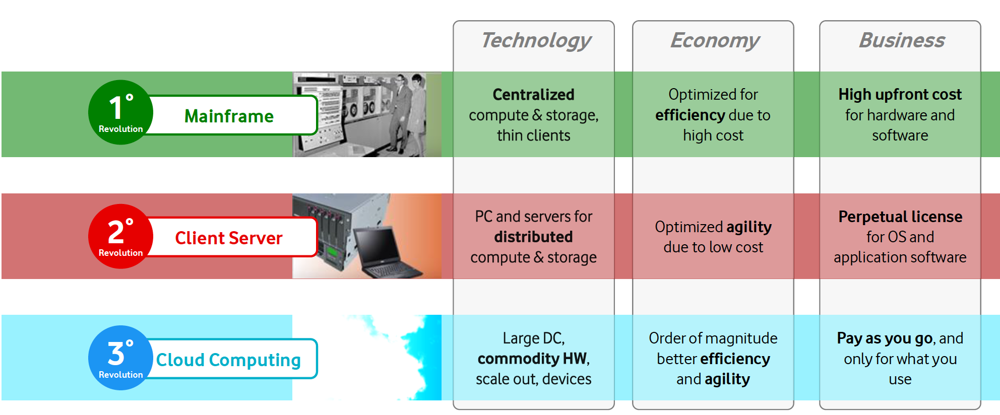 Technology
Economy
Business
1°
Revolution
Mainframe
Centralized
compute & storage,
thin clients
Optimized for
efficiency due to
high cost
High upfront cost
for hardware and
software
2°
Revolution
Client Server
PC and servers for
distributed
compute & storage
Optimized agility
due to low cost
Perpetual license
for OS and
application software
3°
Revolution
Cloud Computing
Large DC,
commodity HW,
scale out, devices
Order of magnitude
better efficiency
and agility
Pay as you go, and
only for what you
use